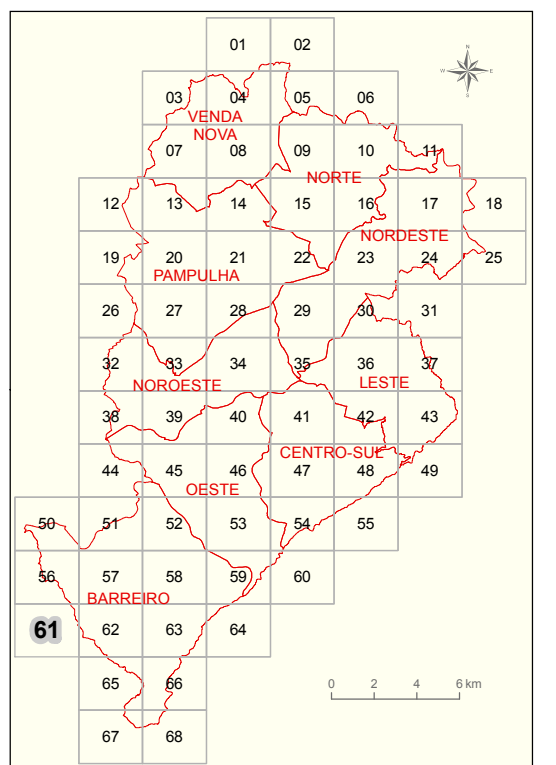 N
W E
S
01 02
03 04 05 06
VENDA
NOVA
07 08 09 10 11
NORTE
12 13 14 15 16 17 18
NORDESTE
19 20 21 22 23 24 25
PAMPULHA
26 27 28 29 30 31
32 33 34 35 36 37
NOROESTE LESTE
38 39 40 41 42 43
CENTRO-SUL
44 45 46 47 48 49
OESTE
50 51 52 53 54 55
56 57 58 59 60
BARREIRO
61 62 63 64
65 66
0 2 4 6 km
67 68